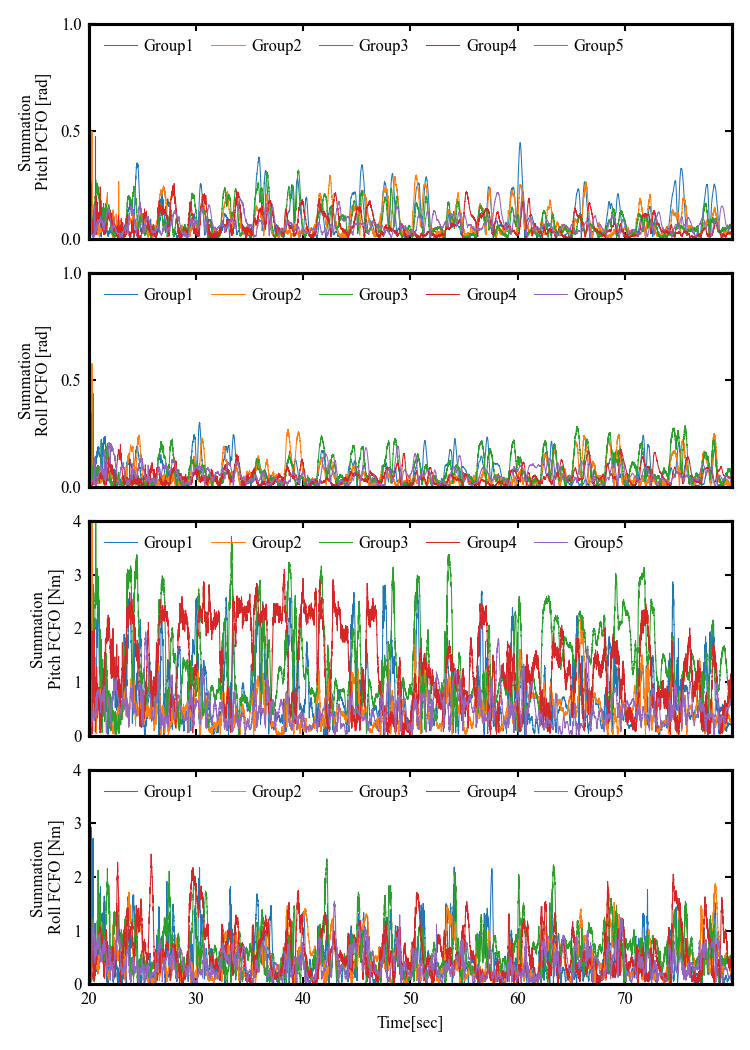 1.0
Group1 Group2 Group3 Group4 Group5
Summation
Pitch PCFO [rad]
0.5
0.0
1.0
Group1 Group2 Group3 Group4 Group5
Summation
Roll PCFO [rad]
0.5
0.0
4
Group1 Group2 Group3 Group4 Group5
3
Summation
Pitch FCFO [Nm]
2
1
0
4
Group1 Group2 Group3 Group4 Group5
3
Summation
Roll FCFO [Nm]
2
1
0
20 30 40 50 60 70
Time[sec]